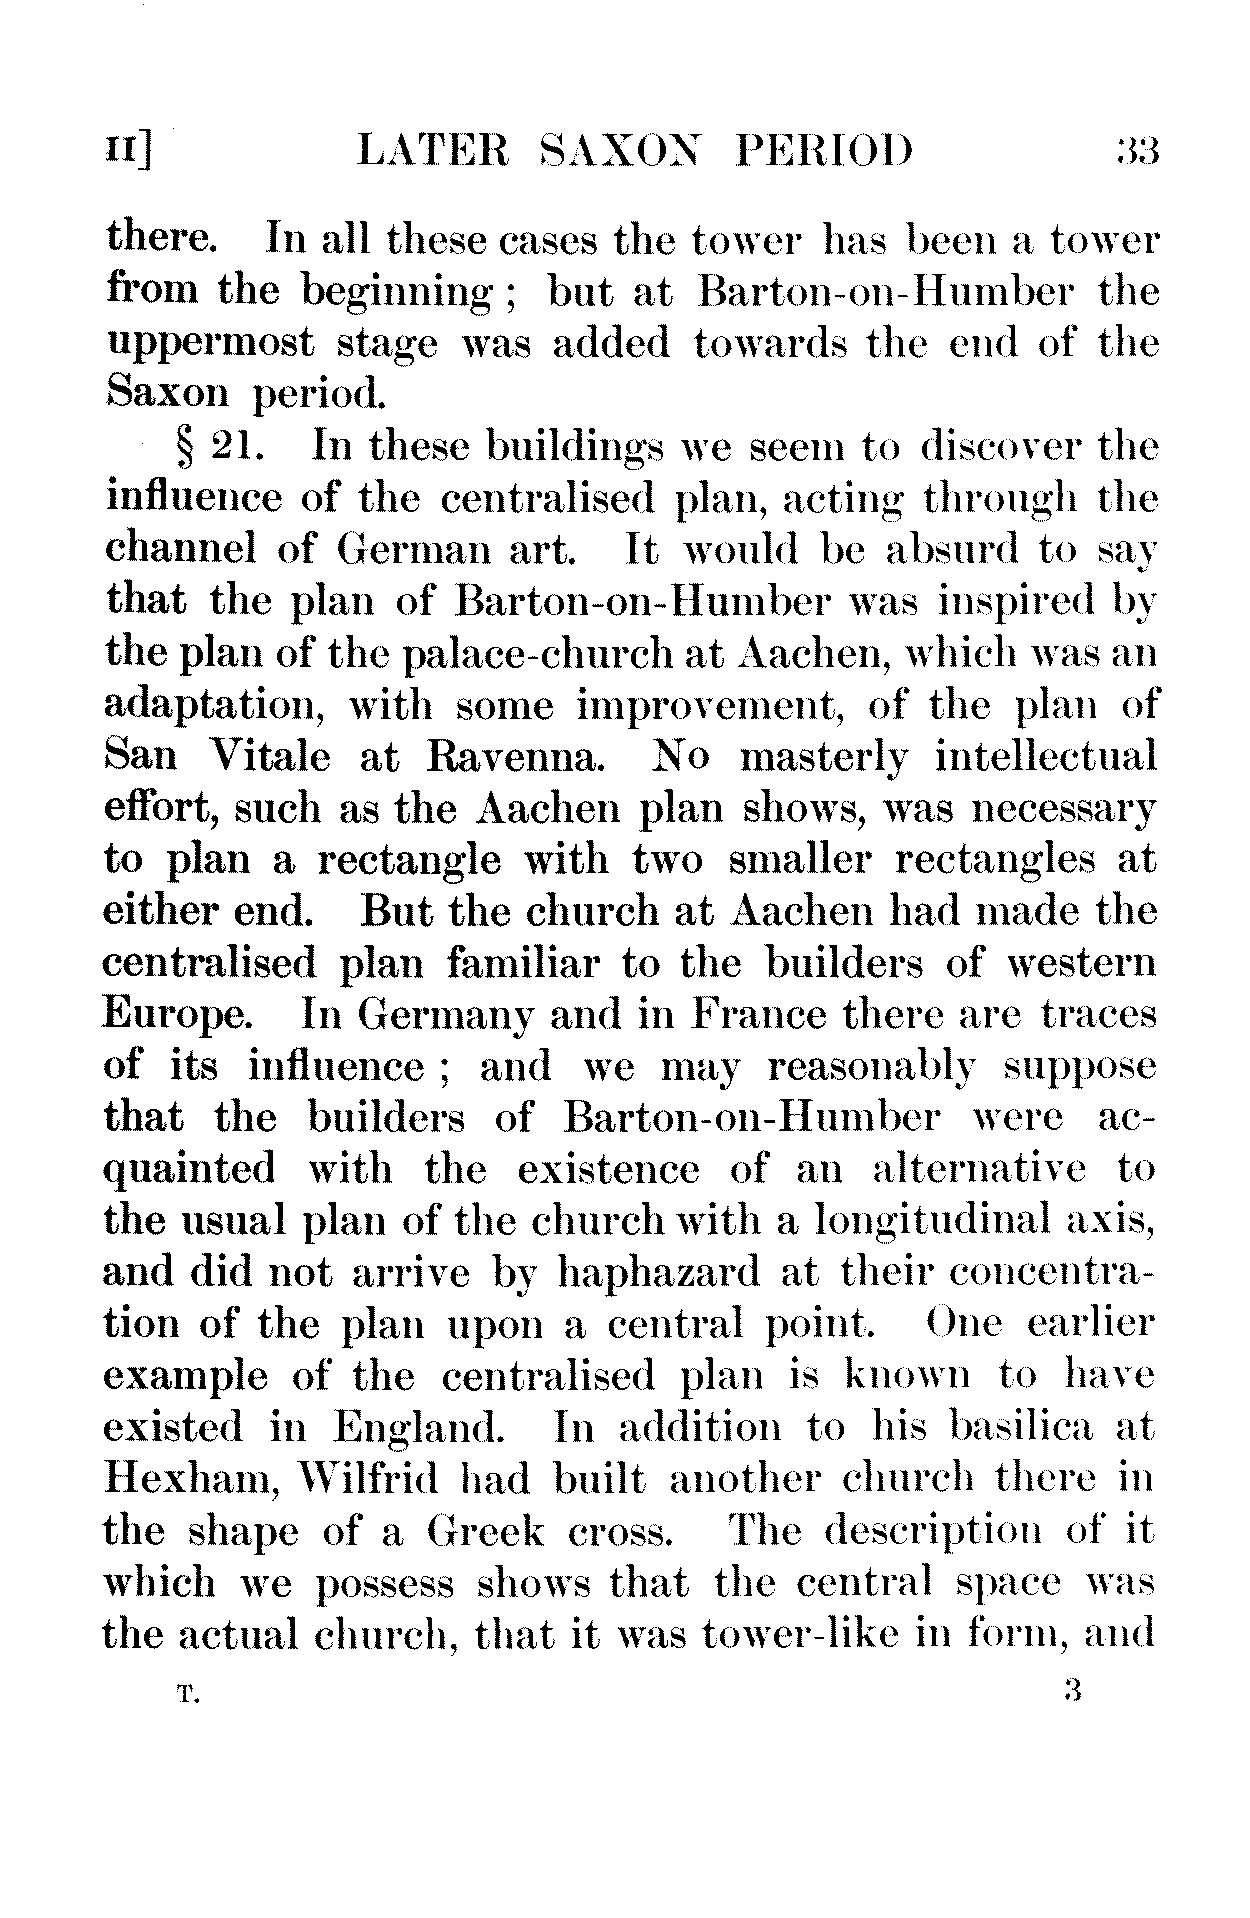 II] LATER SAXON PERIOD 33
there. In all these cases the tower has been a tower
from the beginning ; but at Barton-on-Humber the
uppermost stage was added towards the end of the
Saxon period.
§ 21. In these buildings we seem to discover the
influence of the centralised plan, acting through the
channel of German art. It would be absurd to say
that the plan of Barton-on-Humber was inspired by
the plan of the palace-church at Aachen, which was an
adaptation, with some improvement, of the plan of
San Vitale at Ravenna. No masterly intellectual
effort, such as the Aachen plan shows, was necessary
to plan a rectangle with two smaller rectangles at
either end. But the church at Aachen had made the
centralised plan familiar to the builders of western
Europe. In Germany and in France there are traces
of its influence ; and we may reasonably suppose
that the builders of Barton-on-Humber were ac-
quainted with the existence of an alternative to
the usual plan of the church with a longitudinal axis,
and did not arrive by haphazard at their concentra-
tion of the plan upon a central point. One earlier
example of the centralised plan is known to have
existed in England. In addition to his basilica at
Hexham, Wilfrid had built another church there in
the shape of a Greek cross. The description of it
which we possess shows that the central space was
the actual church, that it was tower-like in form, and
T. 3